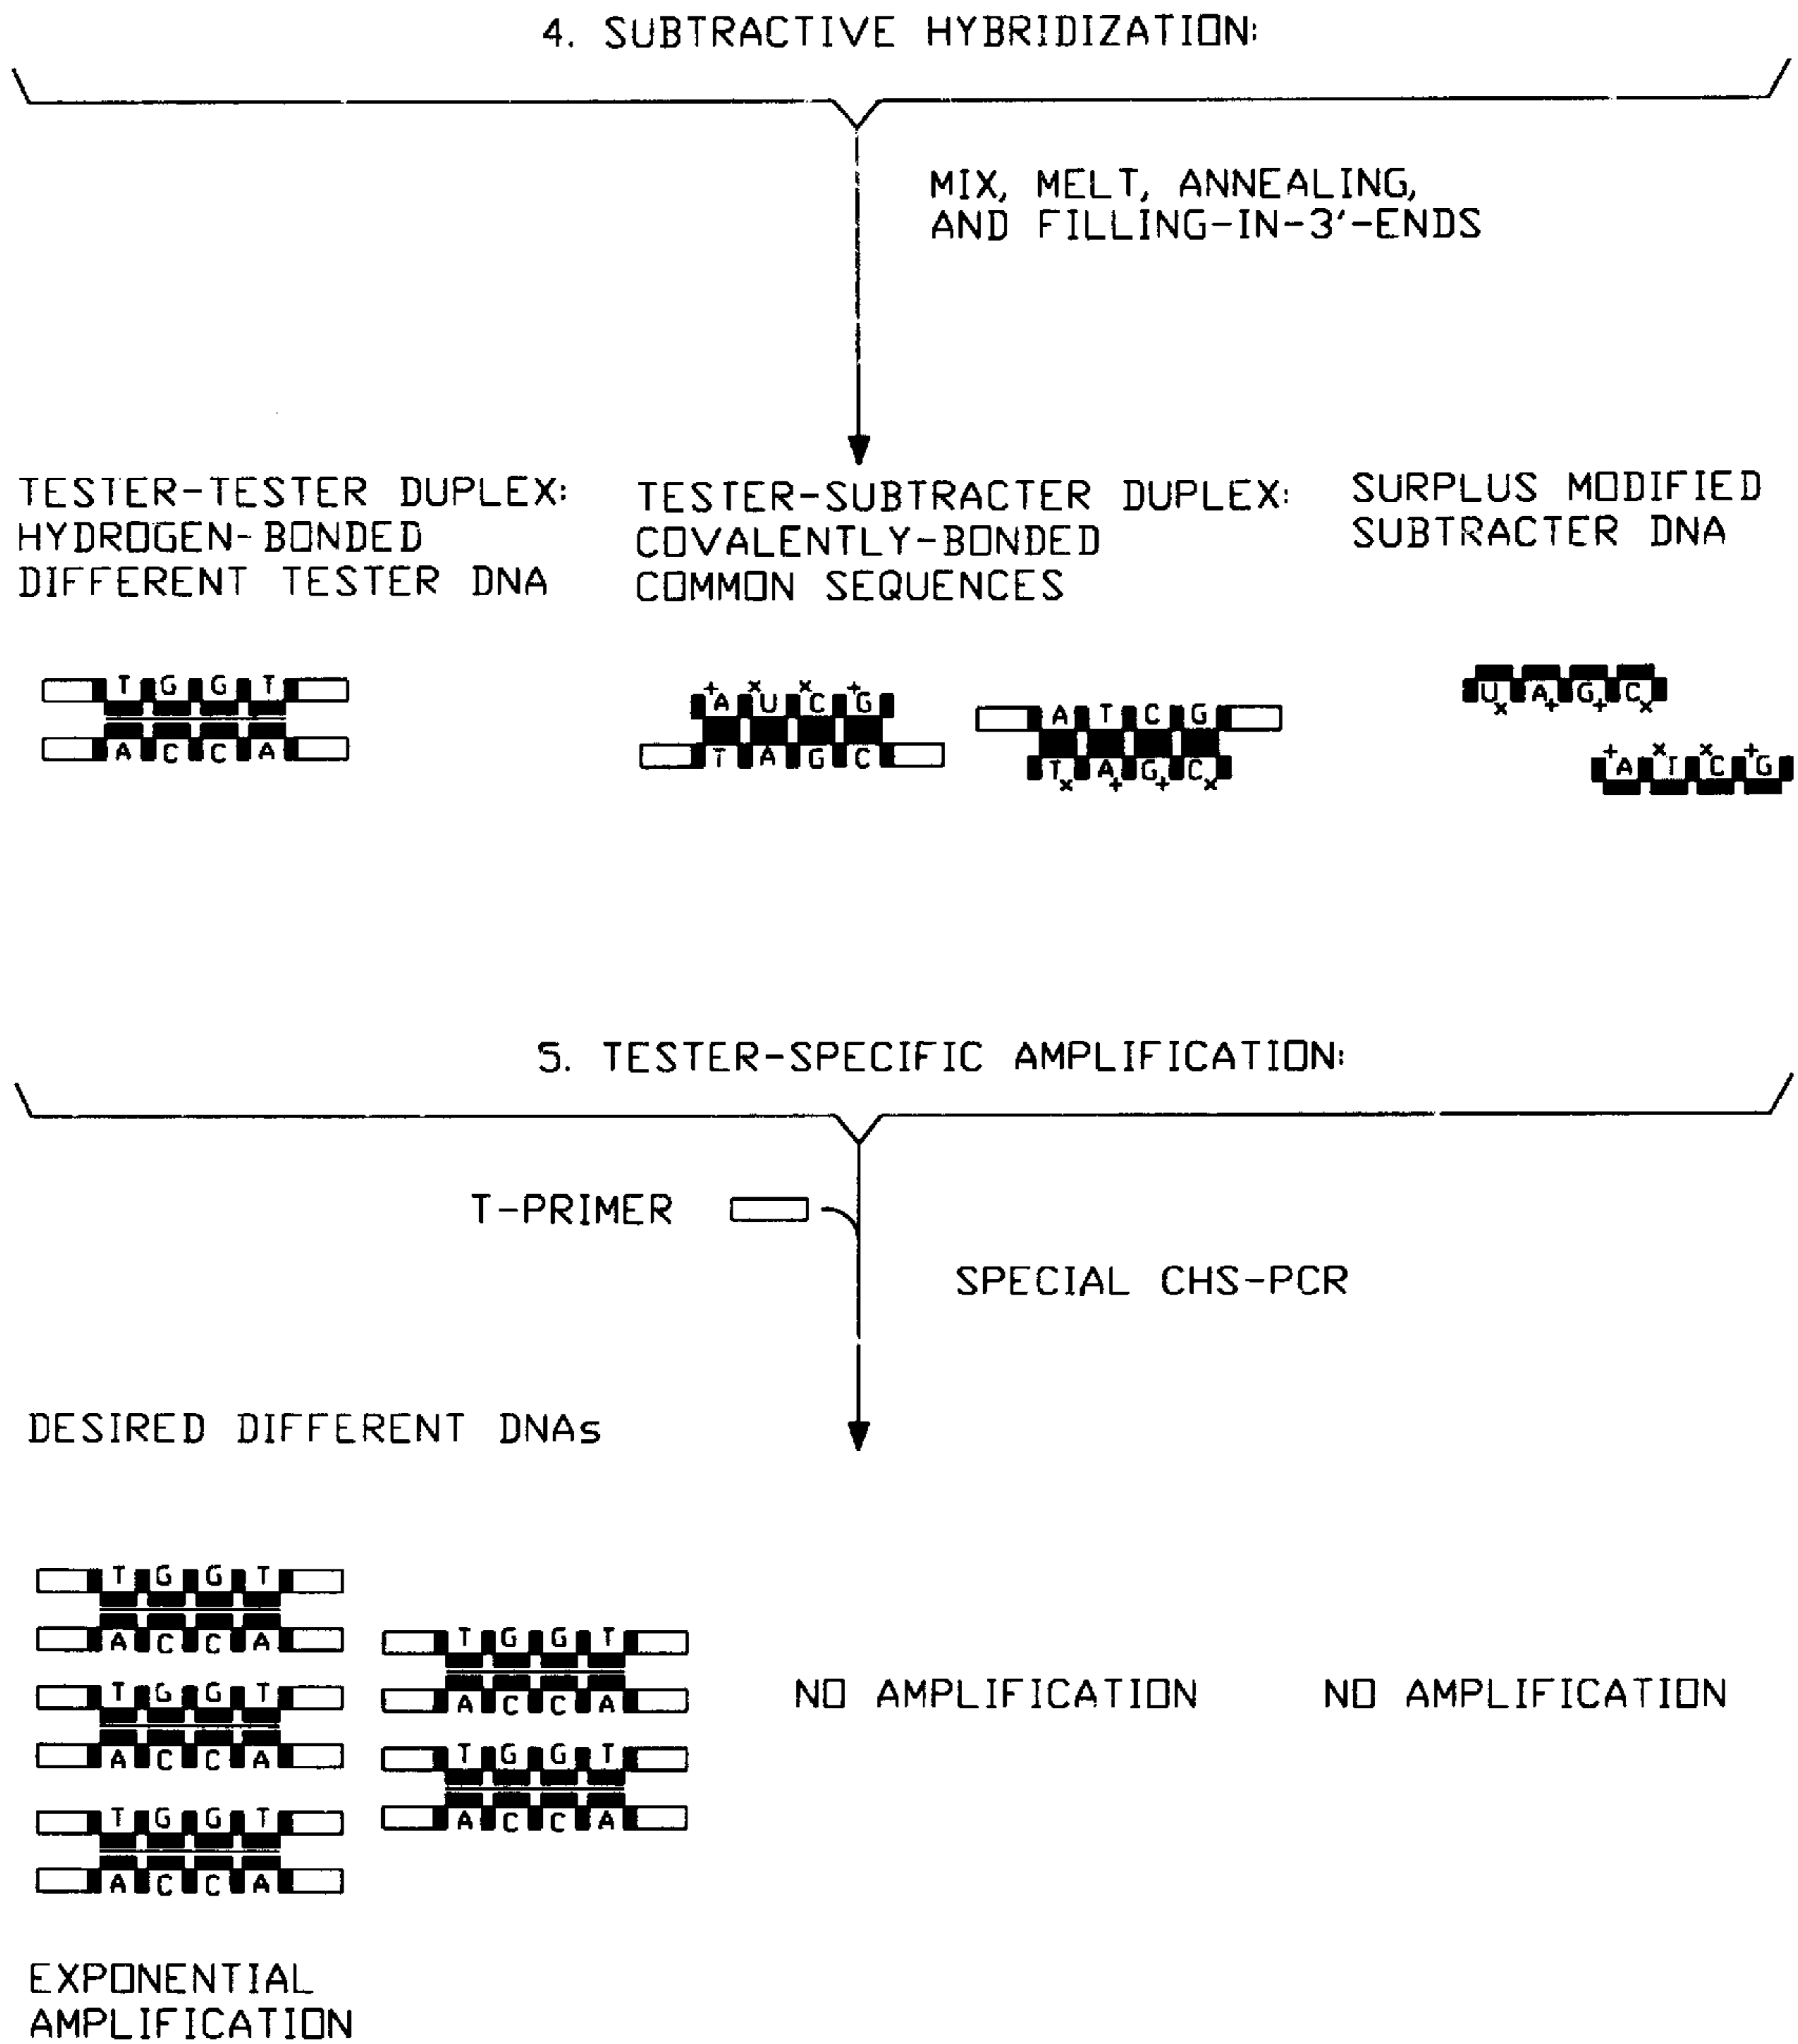 4. SUBTRACTIVE HYBRIDIZATION:
MIX, MELT, ANNEALING,
AND FILLING-IN-3'-ENDS
TESTER-TESTER DUPLEX:
HYDROGEN-BONDED
DIFFERENT TESTER DNA
TESTER-SUBTRACTER DUPLEX:
COVALENTLY-BONDED
COMMON SEQUENCES
SURPLUS MODIFIED
SUBTRACTER DNA
T G G T
A C C A
+ x x +
A U C G
T A G C
A T C G
T A G C
x + + x
U A G C
x + + x
+ x x +
A T C G
5. TESTER-SPECIFIC AMPLIFICATION:
T-PRIMER
SPECIAL CHS-PCR
DESIRED DIFFERENT DNAs
T G G T
A C C A
T G G T
A C C A
T G G T
A C C A
T G G T
A C C A
T G G T
A C C A
NO AMPLIFICATION
NO AMPLIFICATION
EXPONENTIAL
AMPLIFICATION